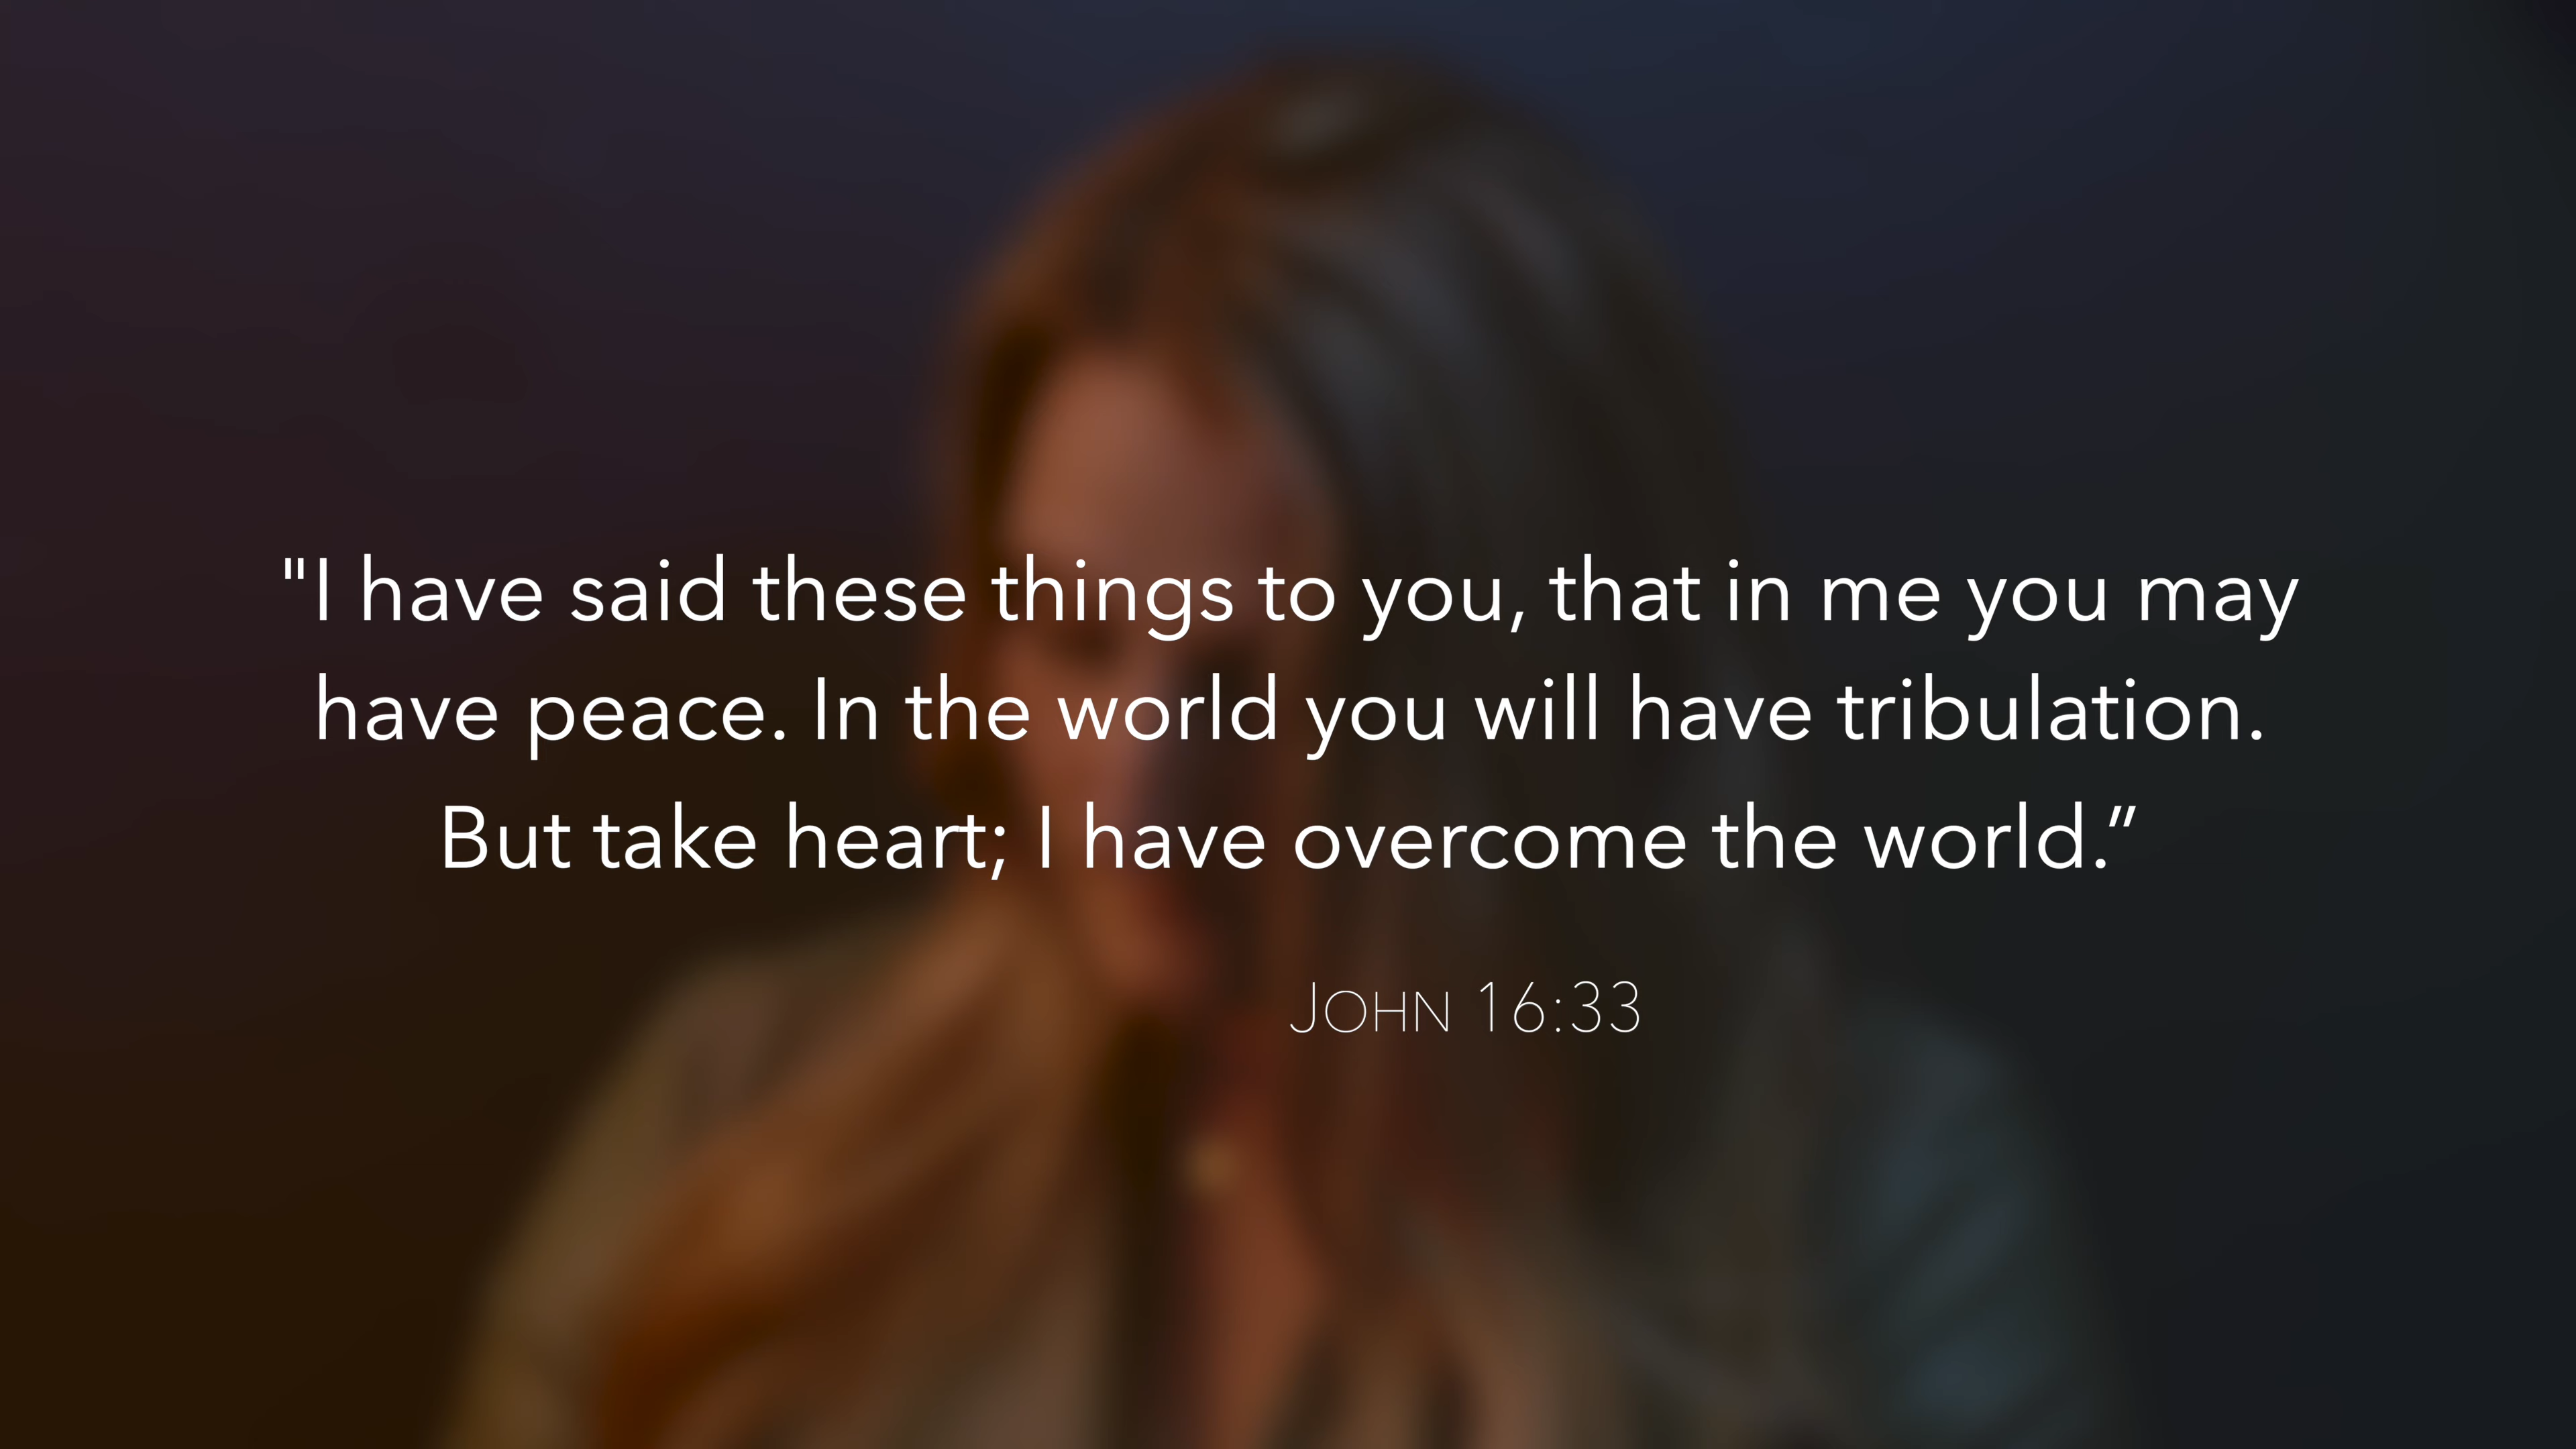 "I have said these things to you, that in me you may
have peace. In the world you will have tribulation.
But take heart; I have overcome the world.”
John 16:33